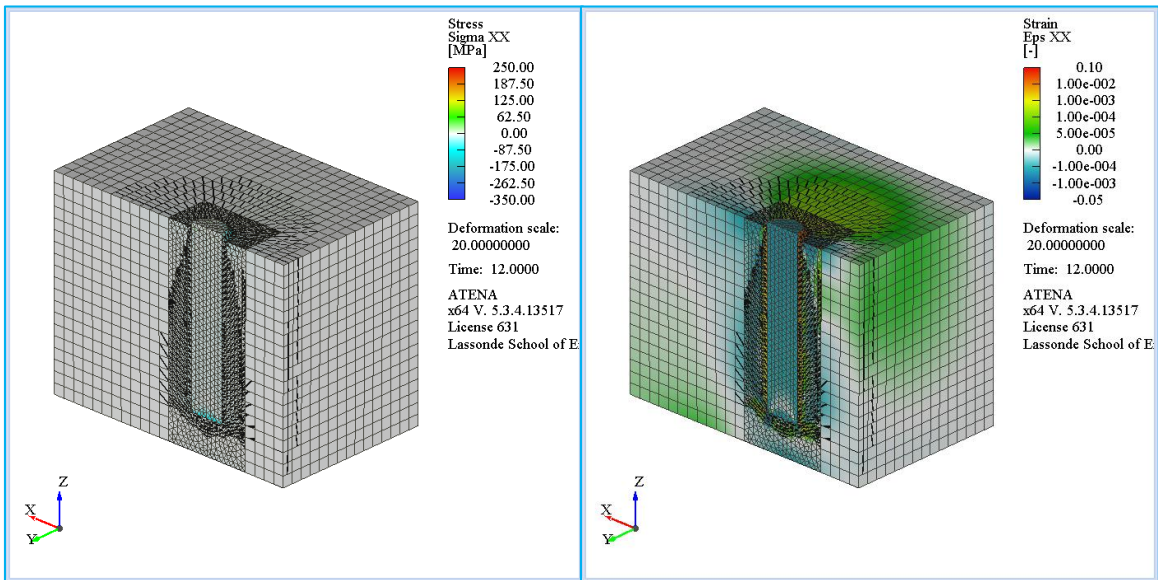 Stress
Sigma XX
[MPa]
250.00
187.50
125.00
62.50
0.00
-87.50
-175.00
-262.50
-350.00
Deformation scale:
20.00000000
Time: 12.0000
ATENA
x64 V. 5.3.4.13517
License 631
Lassonde School of E
X
Y
Z
Strain
Eps XX
[-]
0.10
1.00e-002
1.00e-003
1.00e-004
5.00e-005
0.00
-1.00e-004
-1.00e-003
-0.05
Deformation scale:
20.00000000
Time: 12.0000
ATENA
x64 V. 5.3.4.13517
License 631
Lassonde School of E
X
Y
Z